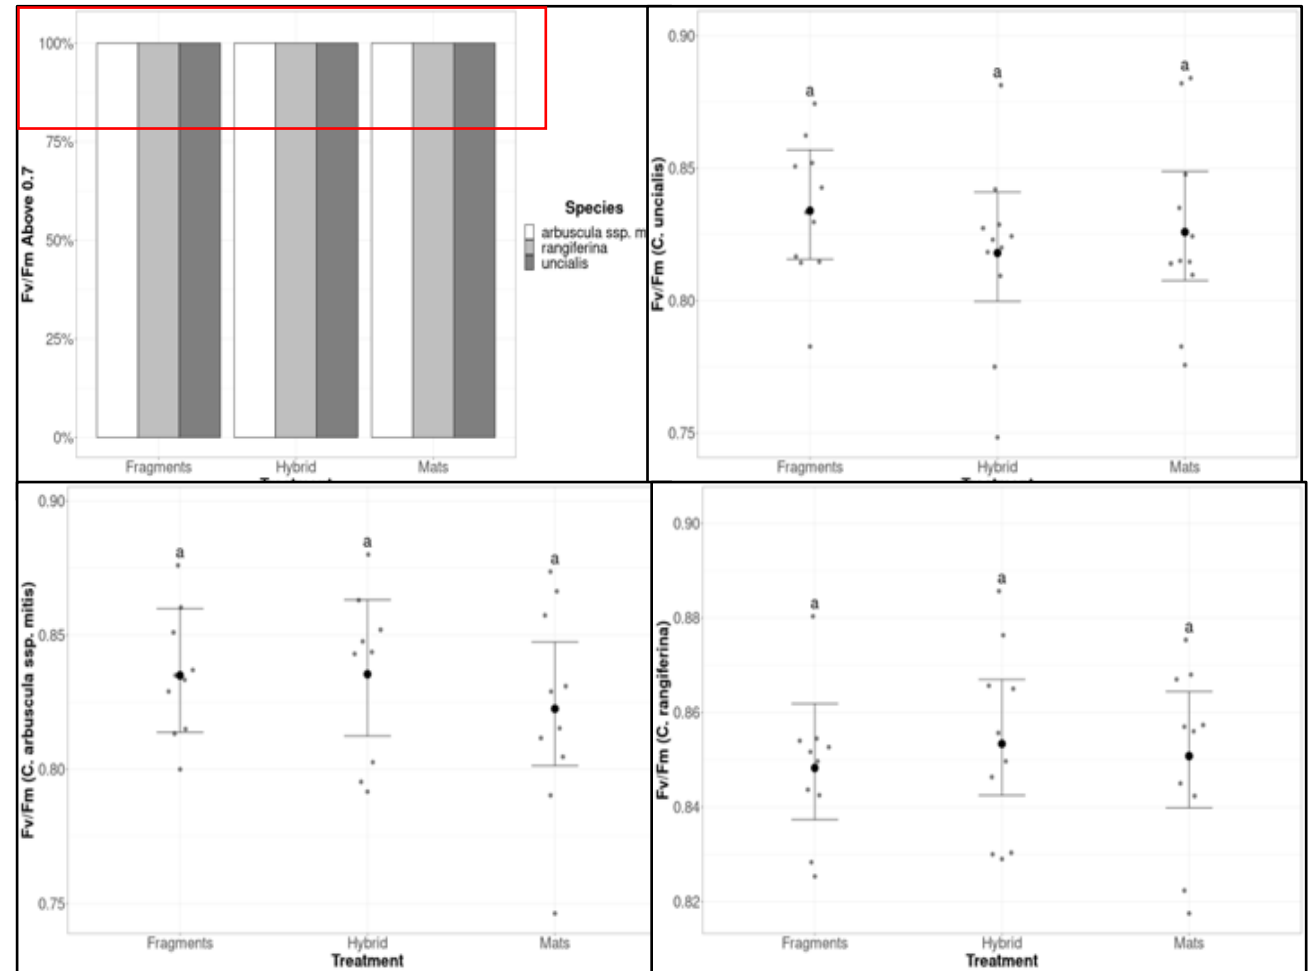 100%
75%
50%
25%
0%
Fv/Fm Above 0.7
Fragments Hybrid Mats
Species
arbuscula ssp. m
rangiferina
uncialis
0.90
0.85
0.80
0.75
Fv/Fm (C. uncialis)
a a a
Fragments Hybrid Mats
0.90
0.85
0.80
0.75
Fv/Fm (C. arbuscula ssp. mitis)
a a a
Fragments Hybrid Mats
Treatment
0.90
0.88
0.86
0.84
0.82
Fv/Fm (C. rangiferina)
a a a
Fragments Hybrid Mats
Treatment